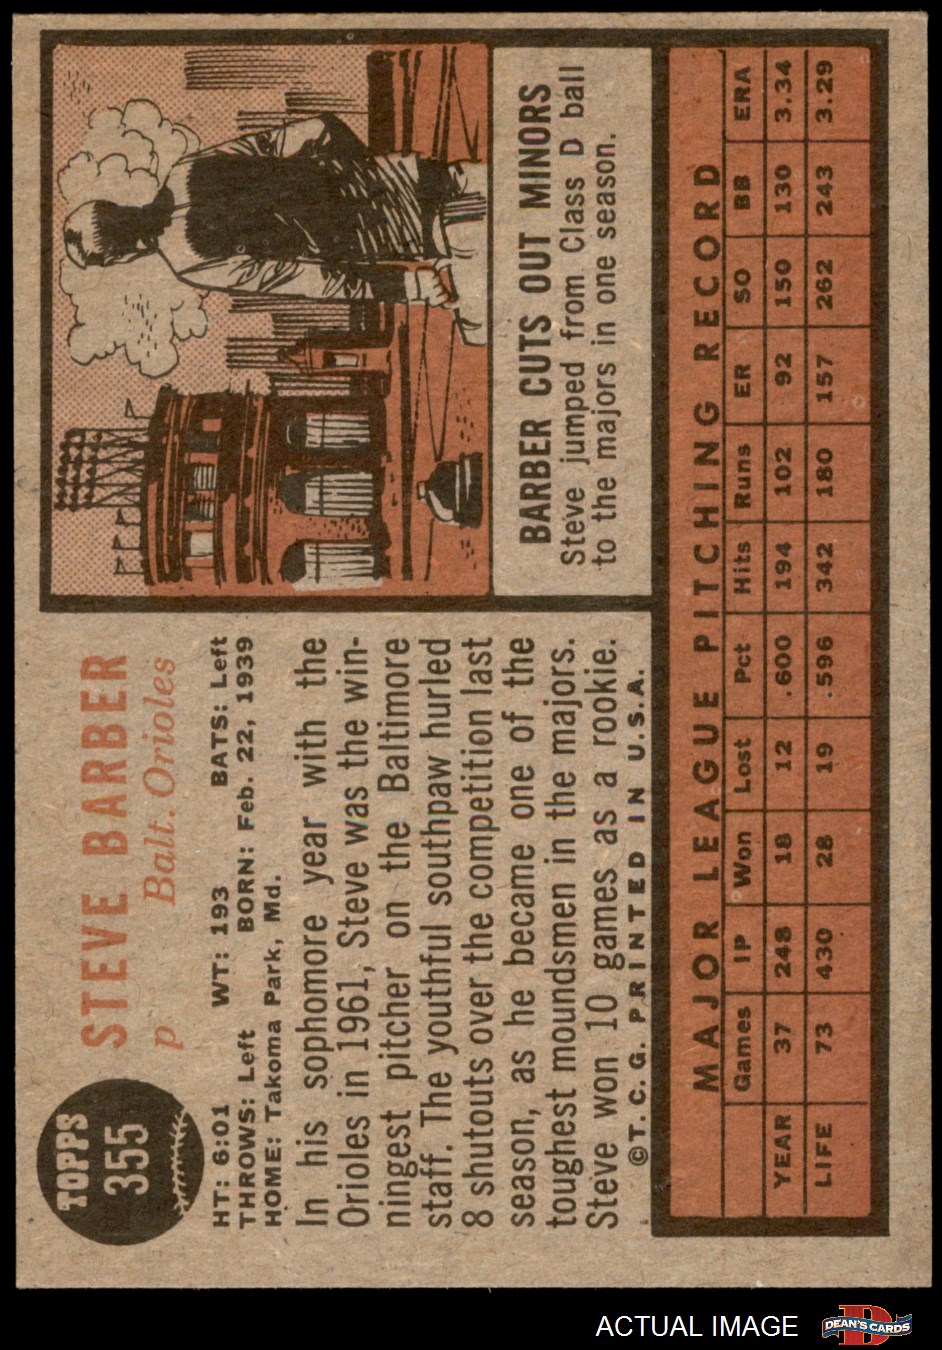 TOPPS
355
STEVE BARBER
p Balt. Orioles
HT: 6:01 WT: 193 BATS: Left
THROWS: Left BORN: Feb. 22, 1939
HOME: Takoma Park, Md.
In his sophomore year with the
Orioles in 1961, Steve was the win-
ningest pitcher on the Baltimore
staff. The youthful southpaw hurled
8 shutouts over the competition last
season, as he became one of the
toughest moundsmen in the majors.
Steve won 10 games as a rookie.
©T. C. G. PRINTED IN U.S.A.
BARBER CUTS OUT MINORS
Steve jumped from Class D ball
to the majors in one season.
MAJOR LEAGUE PITCHING RECORD
Games IP Won Lost Pct Hits Runs ER SO BB ERA
YEAR 37 248 18 12 .600 194 102 92 150 130 3.34
LIFE 73 430 28 19 .596 342 180 157 262 243 3.29
ACTUAL IMAGE
D
DEAN'S CARDS